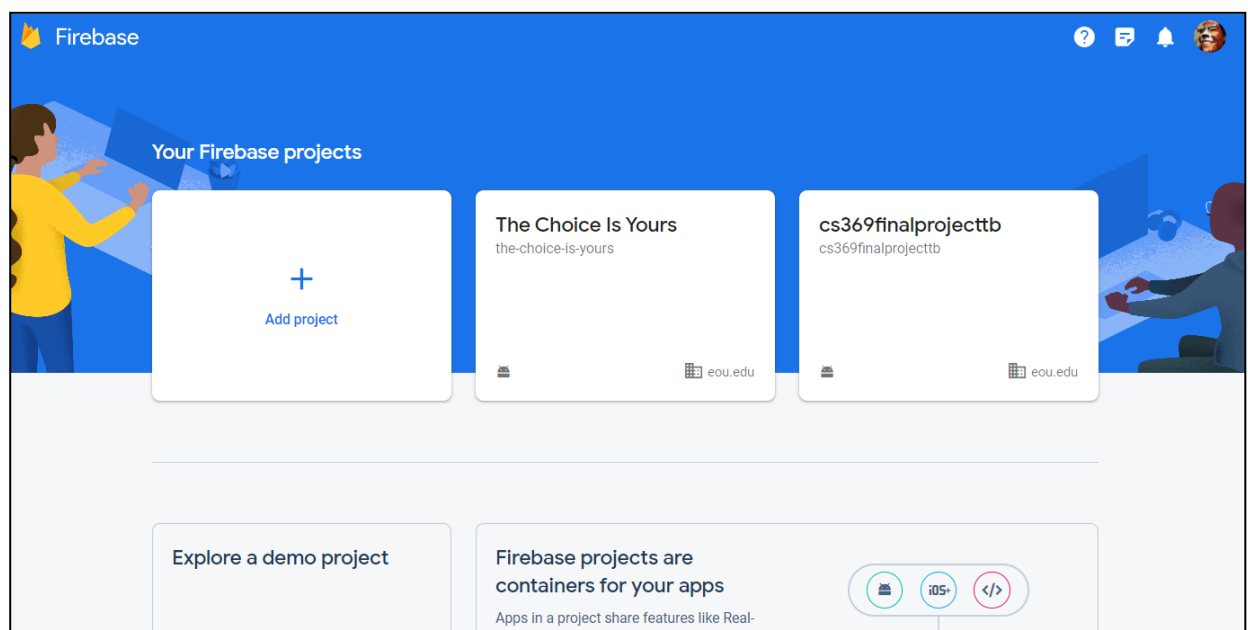 Firebase
Your Firebase projects
Add project
The Choice Is Yours
the-choice-is-yours
eou.edu
cs369finalprojecttb
cs369finalprojecttb
eou.edu
Explore a demo project
Firebase projects are
containers for your apps
Apps in a project share features like Real-
iOS+
</>